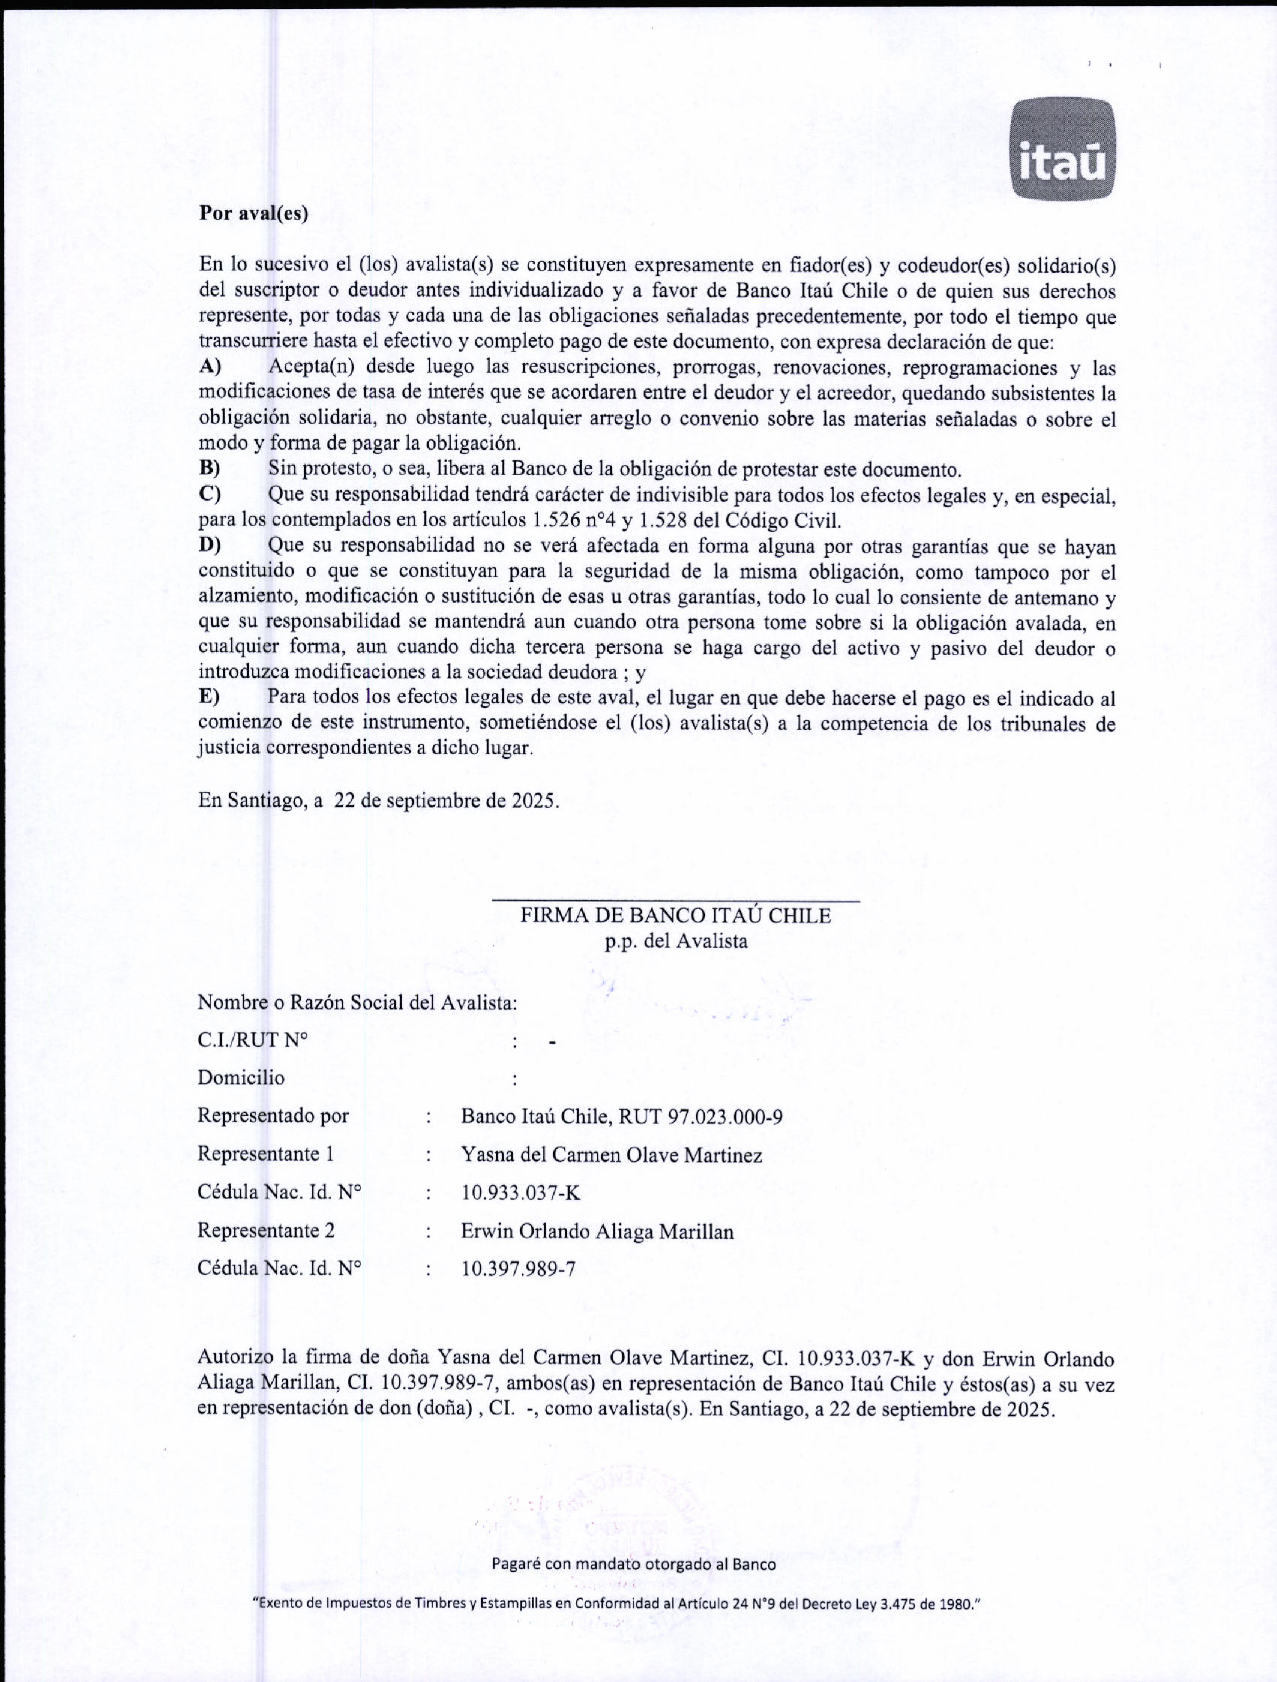 itaú
Por aval(es)
En lo sucesivo el (los) avalista(s) se constituyen expresamente en fiador(es) y codeudor(es) solidario(s)
del suscriptor o deudor antes individualizado y a favor de Banco Itaú Chile o de quien sus derechos
represente, por todas y cada una de las obligaciones señaladas precedentemente, por todo el tiempo que
transcurriere hasta el efectivo y completo pago de este documento, con expresa declaración de que:
A) Acepta(n) desde luego las resuscripciones, prorrogas, renovaciones, reprogramaciones y las
modificaciones de tasa de interés que se acordaren entre el deudor y el acreedor, quedando subsistentes la
obligación solidaria, no obstante, cualquier arreglo o convenio sobre las materias señaladas o sobre el
modo y forma de pagar la obligación.
B) Sin protesto, o sea, libera al Banco de la obligación de protestar este documento.
C) Que su responsabilidad tendrá carácter de indivisible para todos los efectos legales y, en especial,
para los contemplados en los artículos 1.526 n°4 y 1.528 del Código Civil.
D) Que su responsabilidad no se verá afectada en forma alguna por otras garantías que se hayan
constituido o que se constituyan para la seguridad de la misma obligación, como tampoco por el
alzamiento, modificación o sustitución de esas u otras garantías, todo lo cual lo consiente de antemano y
que su responsabilidad se mantendrá aun cuando otra persona tome sobre si la obligación avalada, en
cualquier forma, aun cuando dicha tercera persona se haga cargo del activo y pasivo del deudor o
introduzca modificaciones a la sociedad deudora ; y
E) Para todos los efectos legales de este aval, el lugar en que debe hacerse el pago es el indicado al
comienzo de este instrumento, sometiéndose el (los) avalista(s) a la competencia de los tribunales de
justicia correspondientes a dicho lugar.
En Santiago, a 22 de septiembre de 2025.
FIRMA DE BANCO ITAÚ CHILE
p.p. del Avalista
Nombre o Razón Social del Avalista:
C.I./RUT N° : -
Domicilio :
Representado por : Banco Itaú Chile, RUT 97.023.000-9
Representante 1 : Yasna del Carmen Olave Martinez
Cédula Nac. Id. N° : 10.933.037-K
Representante 2 : Erwin Orlando Aliaga Marillan
Cédula Nac. Id. N° : 10.397.989-7
Autorizo la firma de doña Yasna del Carmen Olave Martinez, CI. 10.933.037-K y don Erwin Orlando
Aliaga Marillan, CI. 10.397.989-7, ambos(as) en representación de Banco Itaú Chile y éstos(as) a su vez
en representación de don (doña) , CI. -, como avalista(s). En Santiago, a 22 de septiembre de 2025.
Pagaré con mandato otorgado al Banco
"Exento de Impuestos de Timbres y Estampillas en Conformidad al Artículo 24 N°9 del Decreto Ley 3.475 de 1980."